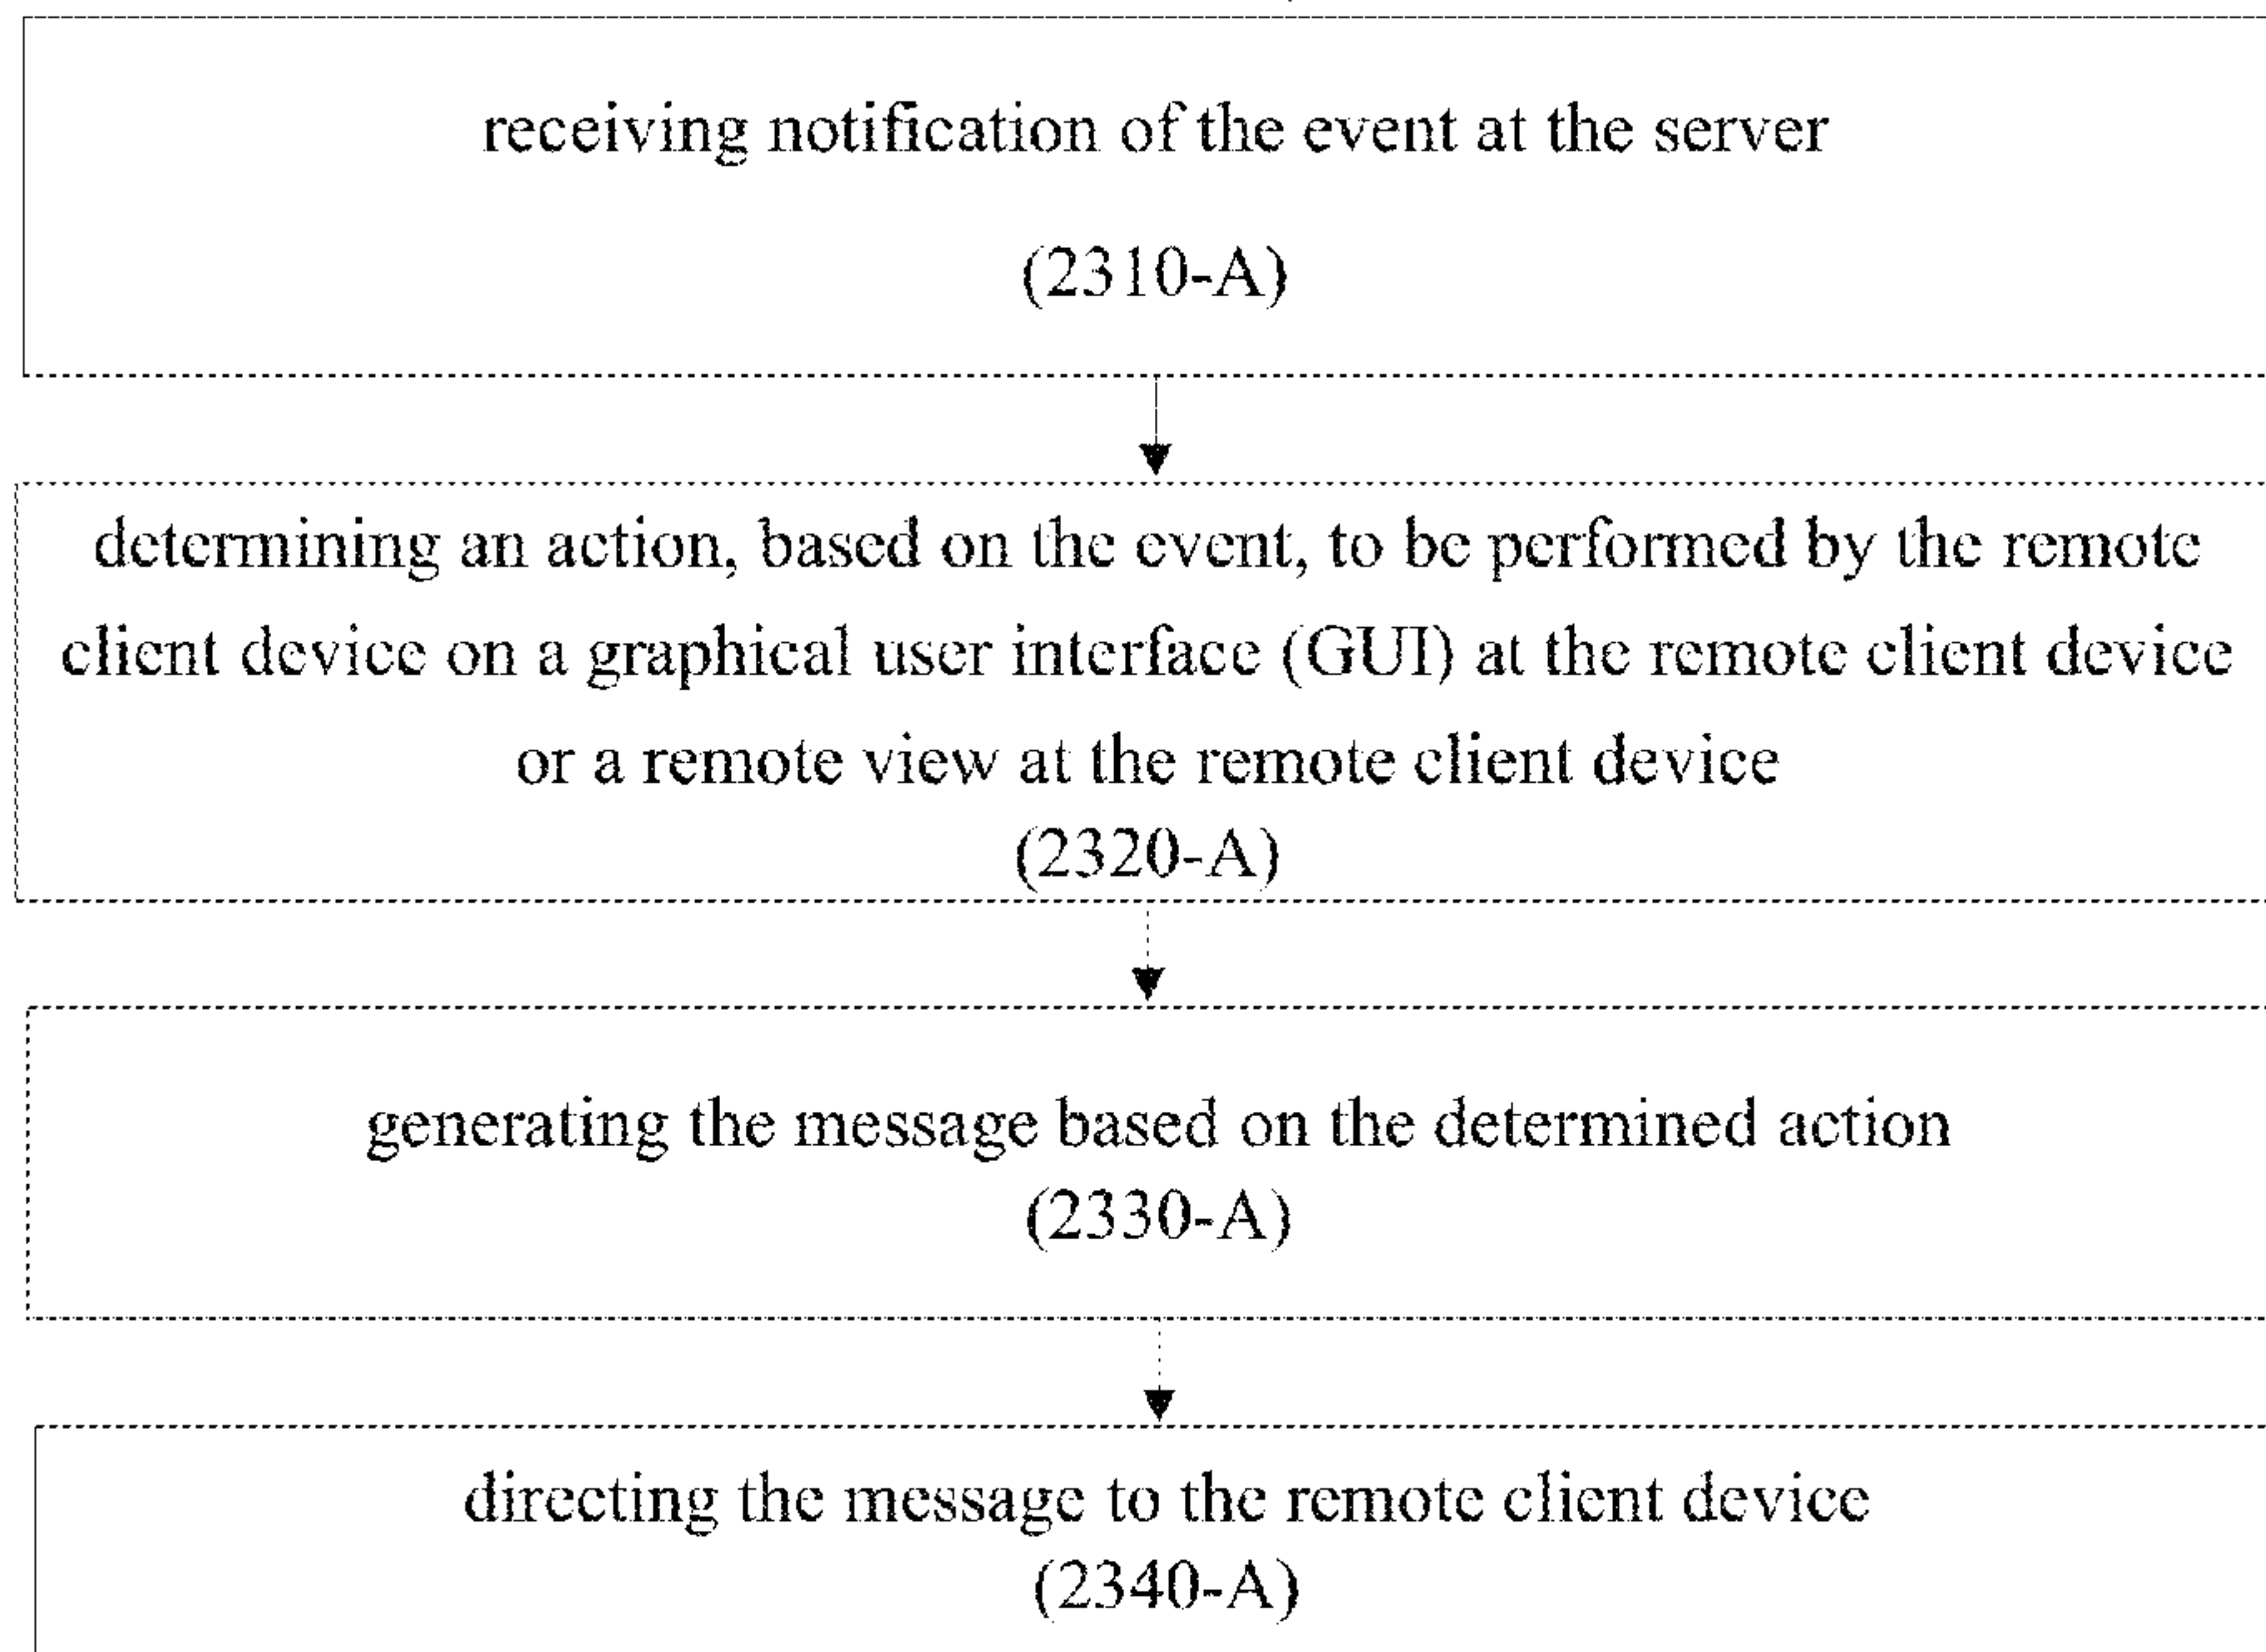 receiving notification of the event at the server
(2310-A)
determining an action, based on the event, to be performed by the remote
client device on a graphical user interface (GUI) at the remote client device
or a remote view at the remote client device
(2320-A)
generating the message based on the determined action
(2330-A)
directing the message to the remote client device
(2340-A)